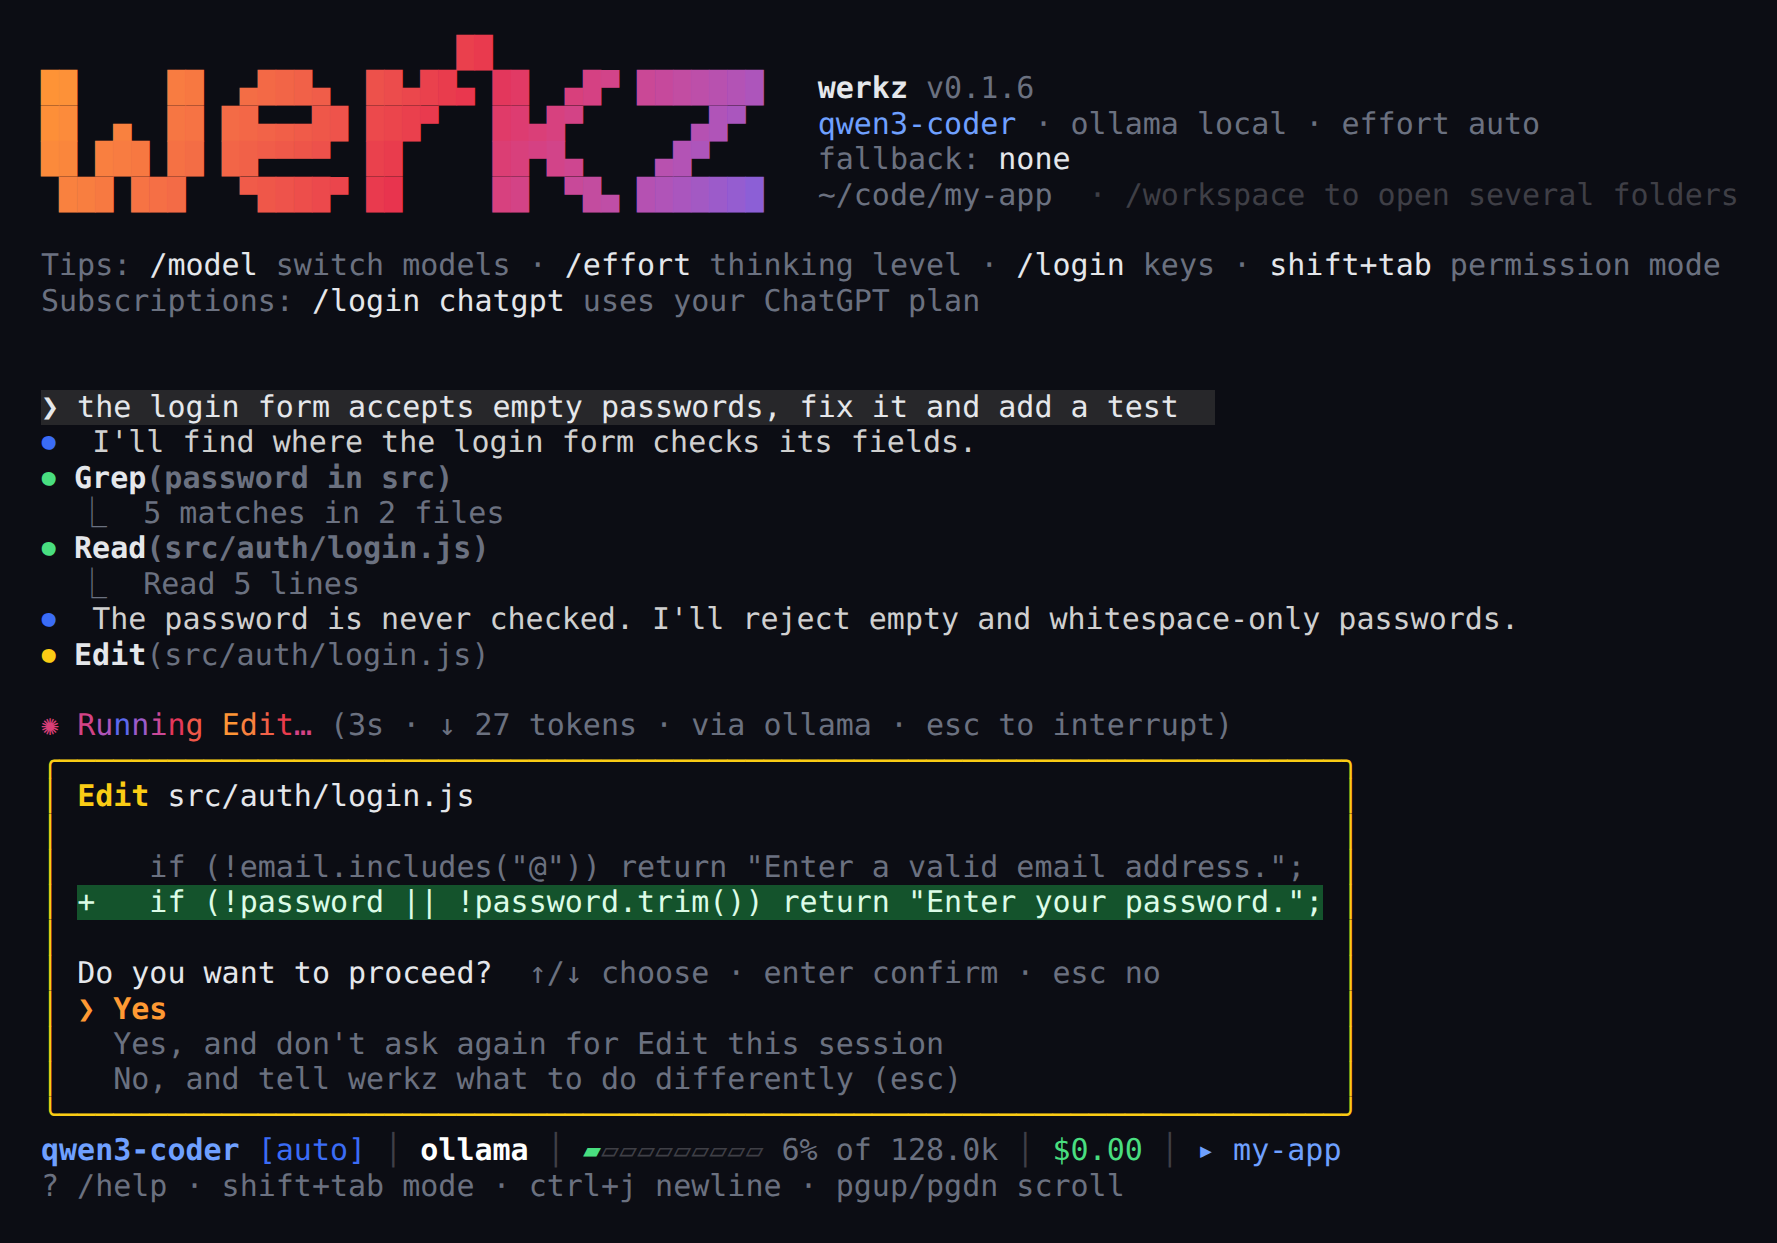 werkz
werkz v0.1.6
qwen3-coder · ollama local · effort auto
fallback: none
~/code/my-app · /workspace to open several folders
Tips: /model switch models · /effort thinking level · /login keys · shift+tab permission mode
Subscriptions: /login chatgpt uses your ChatGPT plan
❯ the login form accepts empty passwords, fix it and add a test
● I'll find where the login form checks its fields.
● Grep(password in src)
⎿ 5 matches in 2 files
● Read(src/auth/login.js)
⎿ Read 5 lines
● The password is never checked. I'll reject empty and whitespace-only passwords.
● Edit(src/auth/login.js)
✺ Running Edit… (3s · ↓ 27 tokens · via ollama · esc to interrupt)
Edit src/auth/login.js
if (!email.includes("@")) return "Enter a valid email address.";
+ if (!password || !password.trim()) return "Enter your password.";
Do you want to proceed? ↑/↓ choose · enter confirm · esc no
❯ Yes
Yes, and don't ask again for Edit this session
No, and tell werkz what to do differently (esc)
qwen3-coder [auto] │ ollama │ ▰▱▱▱▱▱▱▱▱▱ 6% of 128.0k │ $0.00 │ ▸ my-app
? /help · shift+tab mode · ctrl+j newline · pgup/pgdn scroll